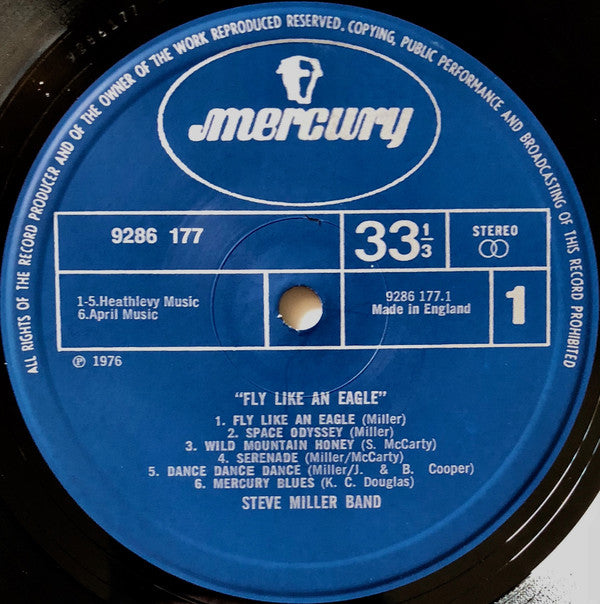 ALL RIGHTS OF THE RECORD PRODUCER AND OF THE OWNER OF THE WORK REPRODUCED RESERVED. COPYING, PUBLIC PERFORMANCE AND BROADCASTING OF THIS RECORD PROHIBITED
mercury
9286 177
33 1/3
STEREO
1-5.Heathlevy Music
6.April Music
9286 177.1
Made in England
1
℗ 1976
"FLY LIKE AN EAGLE"
1. FLY LIKE AN EAGLE (Miller)
2. SPACE ODYSSEY (Miller)
3. WILD MOUNTAIN HONEY (S. McCarty)
4. SERENADE (Miller/McCarty)
5. DANCE DANCE DANCE (Miller/J. & B. Cooper)
6. MERCURY BLUES (K. C. Douglas)
STEVE MILLER BAND